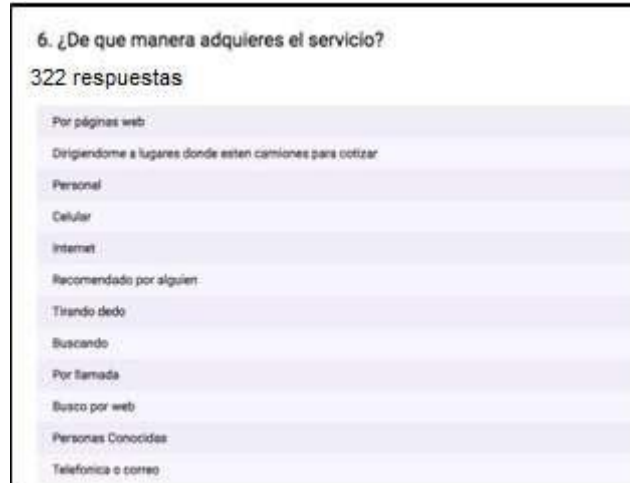 6. ¿De que manera adquieres el servicio?
322 respuestas
Por páginas web
Dirigiendome a lugares donde esten camiones para cotizar
Personal
Celular
Internet
Recomendado por alguien
Tirando dedo
Buscando
Por llamada
Busco por web
Personas Conocidas
Telefonica o correo